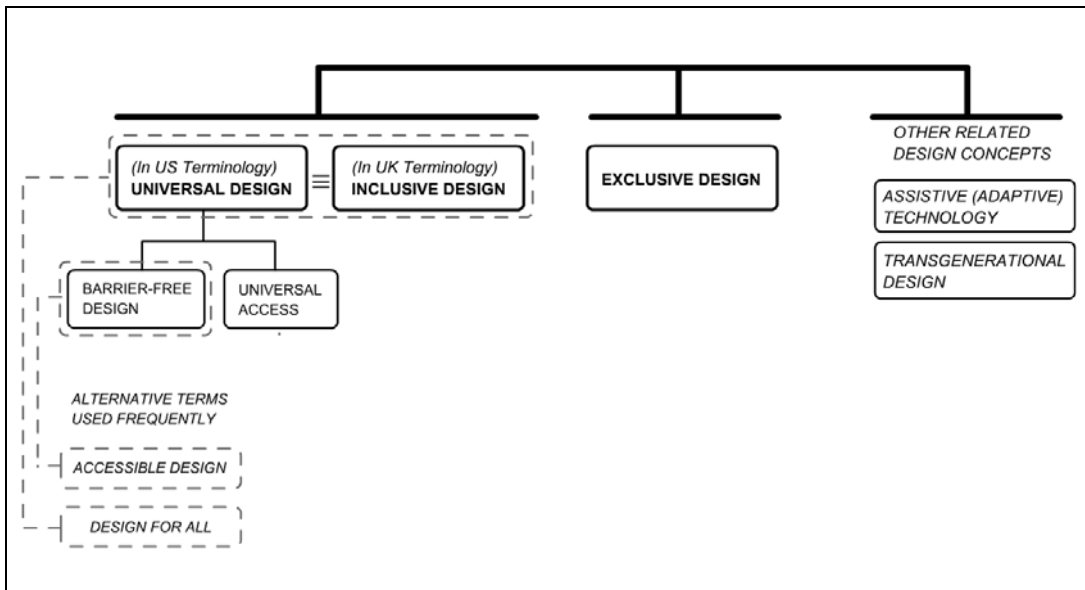 (In US Terminology)
UNIVERSAL DESIGN
≡
(In UK Terminology)
INCLUSIVE DESIGN
EXCLUSIVE DESIGN
OTHER RELATED
DESIGN CONCEPTS
ASSISTIVE (ADAPTIVE)
TECHNOLOGY
TRANSGENERATIONAL
DESIGN
BARRIER-FREE
DESIGN
UNIVERSAL
ACCESS
ALTERNATIVE TERMS
USED FREQUENTLY
ACCESSIBLE DESIGN
DESIGN FOR ALL